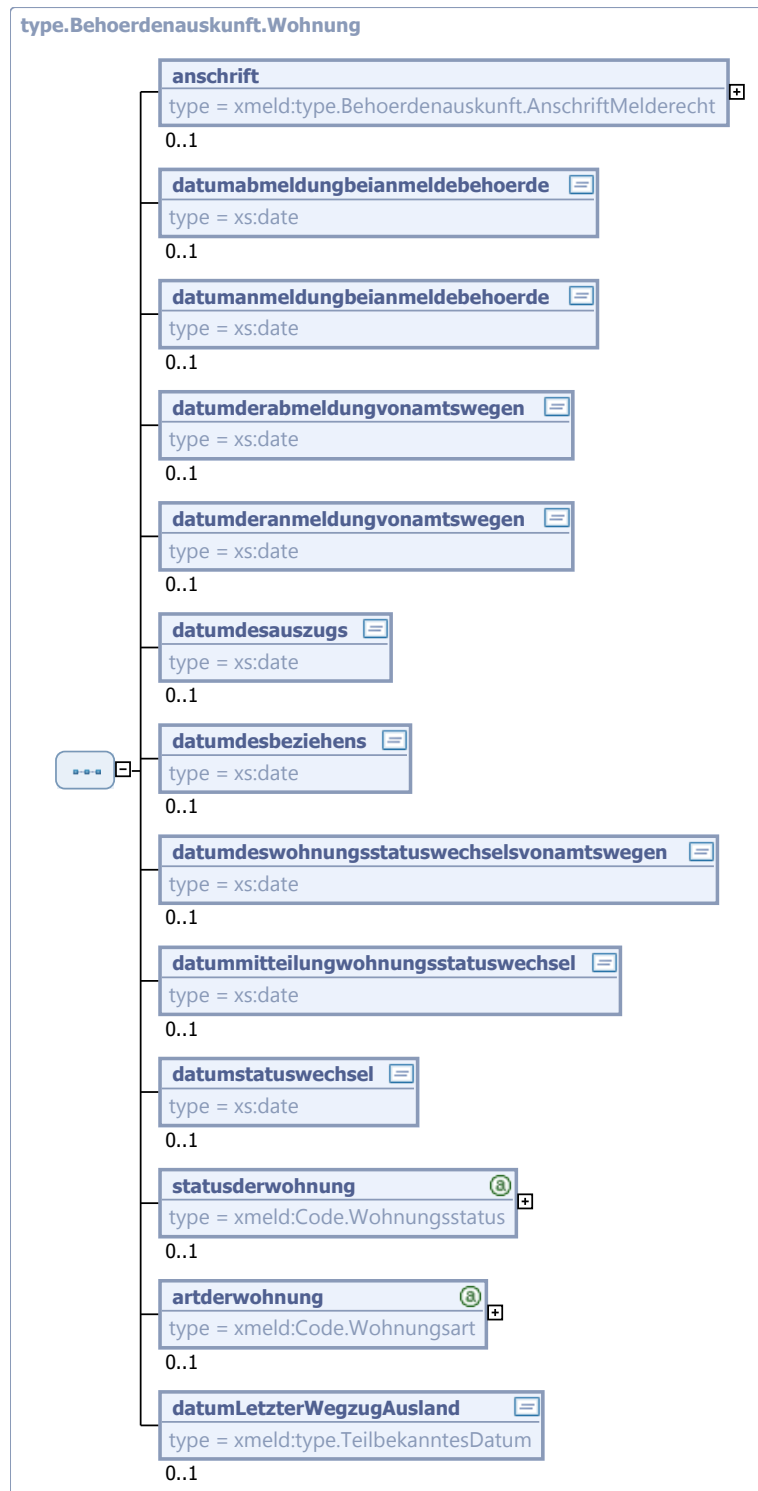 type.Behoerdenauskunft.Wohnung
anschrift
type = xmeld:type.Behoerdenauskunft.AnschriftMelderecht
0..1
datumabmeldungbeianmeldebehoerde
type = xs:date
0..1
datumanmeldungbeianmeldebehoerde
type = xs:date
0..1
datumderabmeldungvonamtswegen
type = xs:date
0..1
datumderanmeldungvonamtswegen
type = xs:date
0..1
datumdesauszugs
type = xs:date
0..1
datumdesbeziehens
type = xs:date
0..1
datumdeswohnungsstatuswechselsvonamtswegen
type = xs:date
0..1
datummitteilungwohnungsstatuswechsel
type = xs:date
0..1
datumstatuswechsel
type = xs:date
0..1
statusderwohnung
type = xmeld:Code.Wohnungsstatus
0..1
artderwohnung
type = xmeld:Code.Wohnungsart
0..1
datumLetzterWegzugAusland
type = xmeld:type.TeilbekanntesDatum
0..1